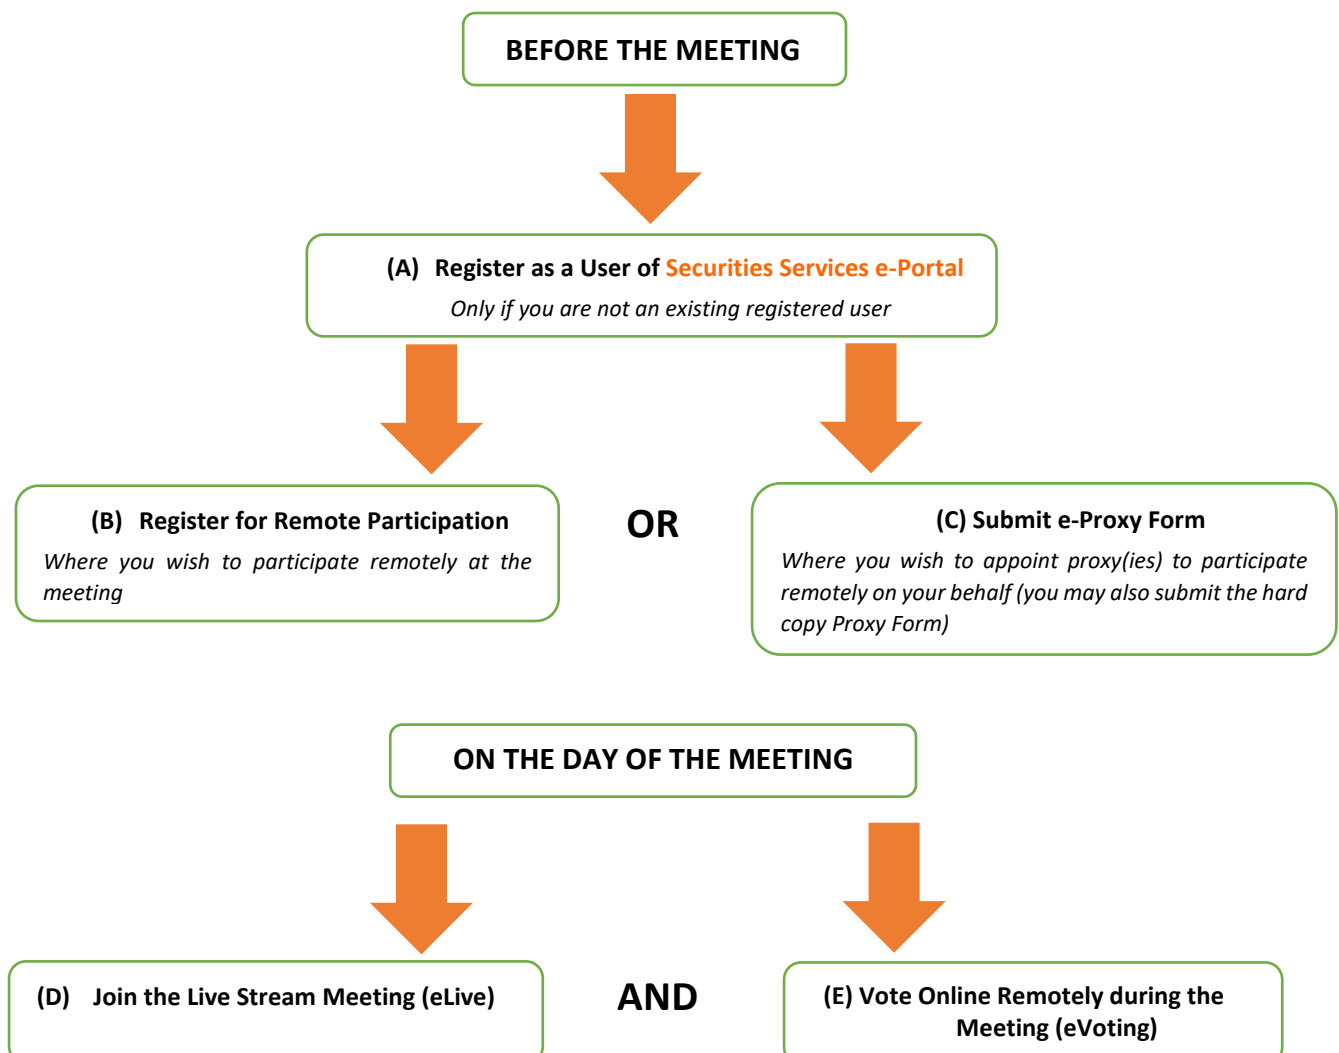 BEFORE THE MEETING
(A) Register as a User of Securities Services e-Portal
Only if you are not an existing registered user
(B) Register for Remote Participation
Where you wish to participate remotely at the
meeting
OR
(C) Submit e-Proxy Form
Where you wish to appoint proxy(ies) to participate
remotely on your behalf (you may also submit the hard
copy Proxy Form)
ON THE DAY OF THE MEETING
(D) Join the Live Stream Meeting (eLive)
AND
(E) Vote Online Remotely during the
Meeting (eVoting)